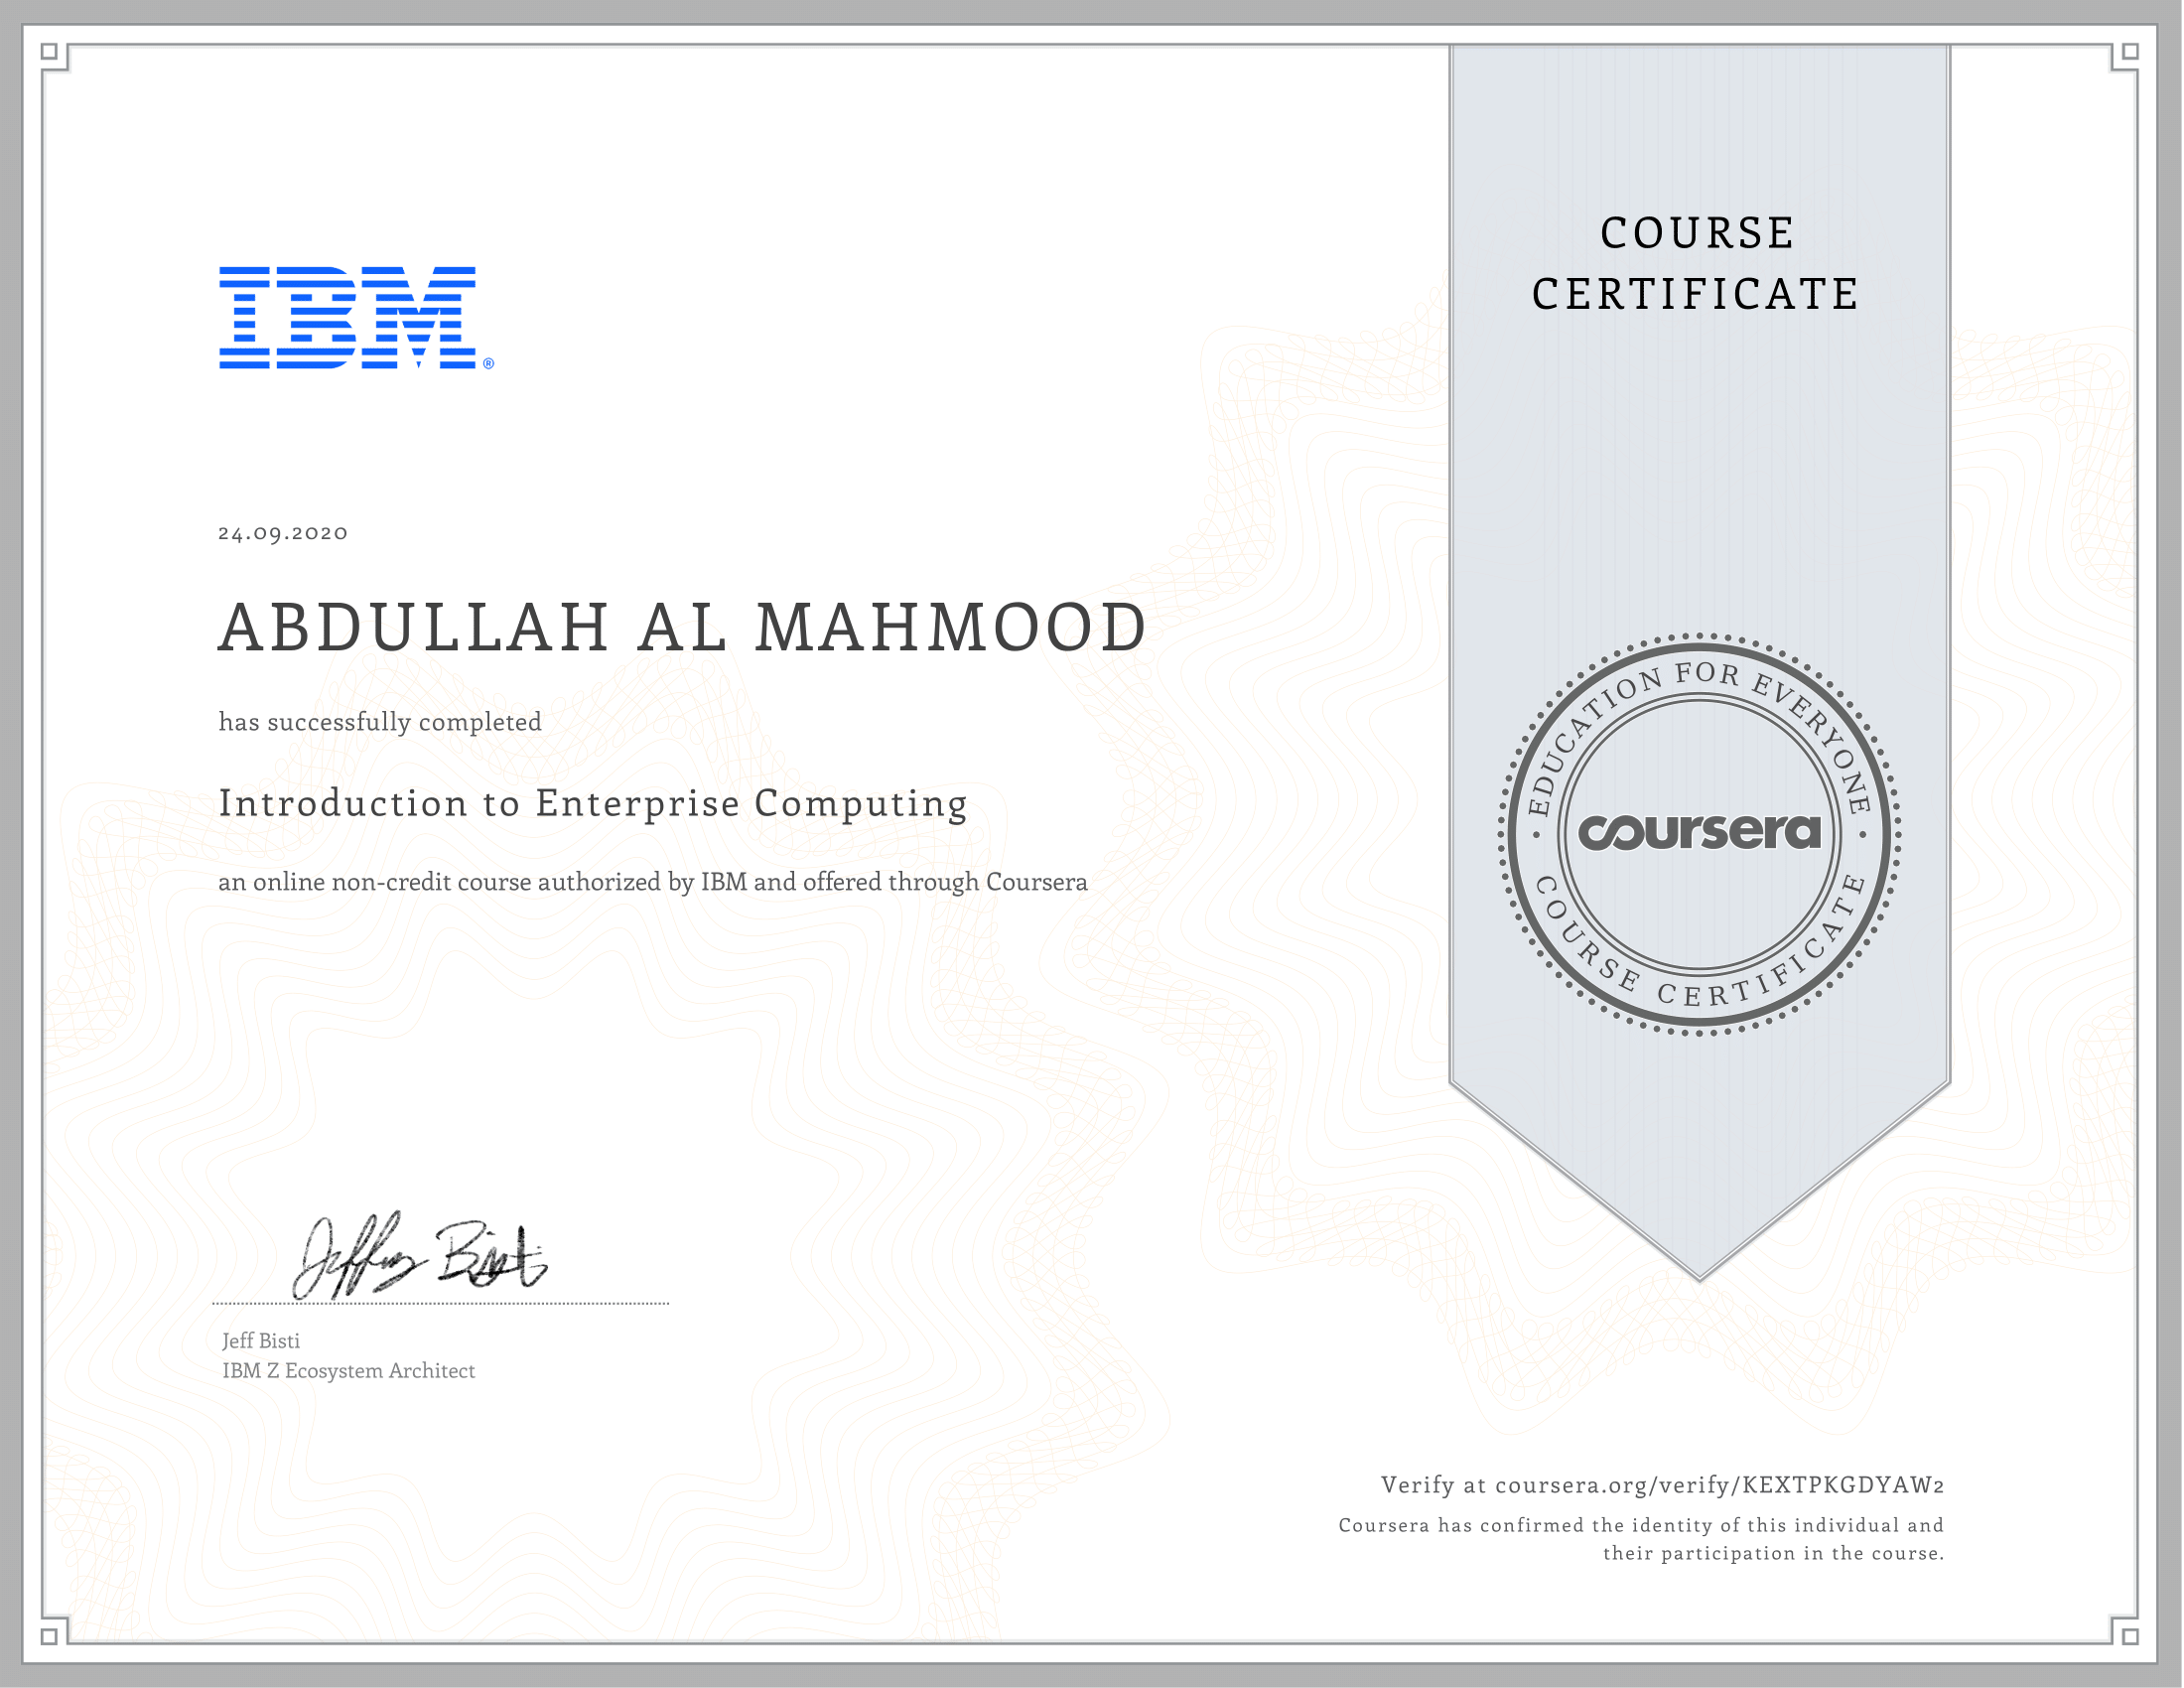 IBM®
COURSE
CERTIFICATE
24.09.2020
ABDULLAH AL MAHMOOD
has successfully completed
Introduction to Enterprise Computing
an online non-credit course authorized by IBM and offered through Coursera
EDUCATION FOR EVERYONE
coursera
COURSE CERTIFICATE
Jeffrey Bisti
Jeff Bisti
IBM Z Ecosystem Architect
Verify at coursera.org/verify/KEXTPKGDYAW2
Coursera has confirmed the identity of this individual and
their participation in the course.